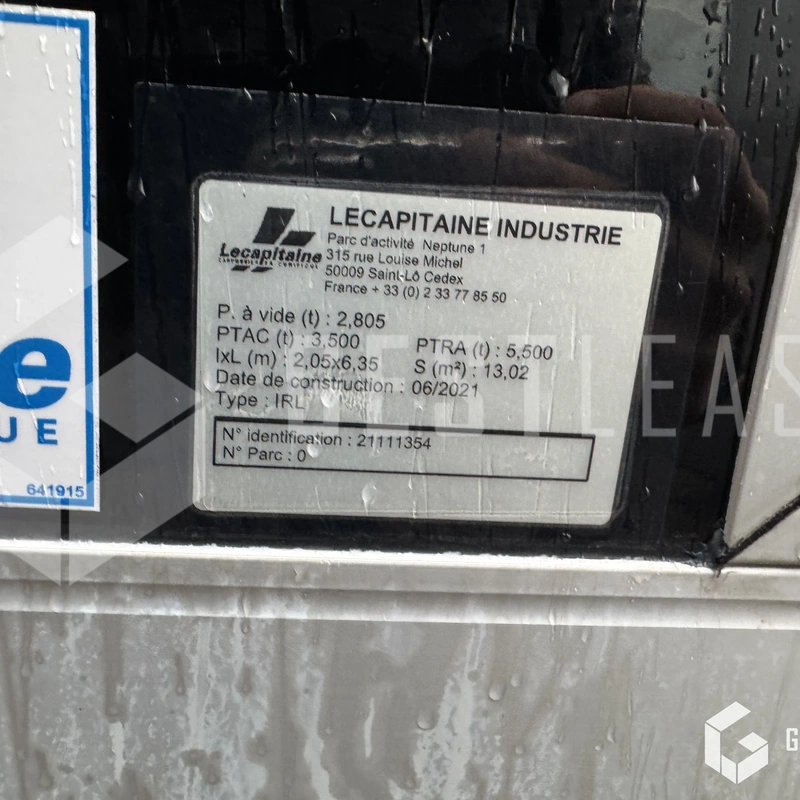 LECAPITAINE INDUSTRIE
Lecapitaine
Parc d'activité Neptune 1
315 rue Louise Michel
50009 Saint-Lô Cedex
France + 33 (0) 2 33 77 85 50
P. à vide (t) : 2,805
PTAC (t) : 3,500 PTRA (t) : 5,500
lxL (m) : 2,05x6,35 S (m²) : 13,02
Date de construction : 06/2021
Type : IRL
N° identification : 21111354
N° Parc : 0
e
UE
641915
G